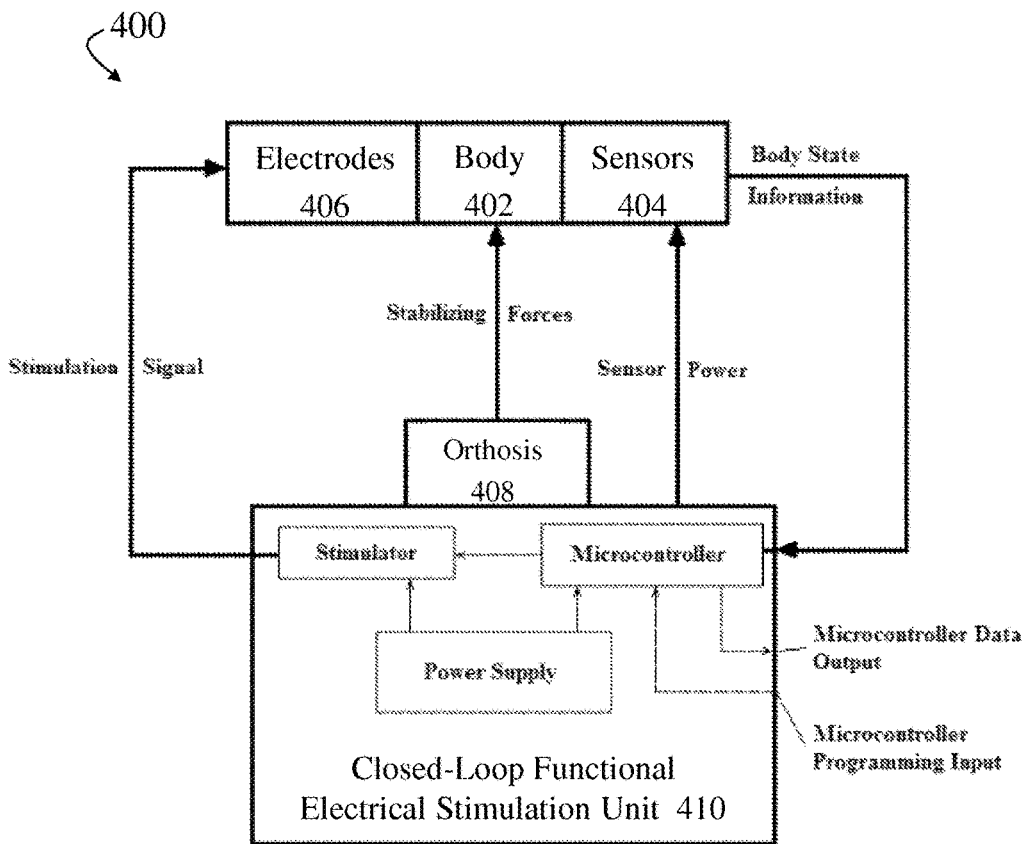 400
Electrodes
406
Body
402
Sensors
404
Body State
Information
Stabilizing Forces
Stimulation Signal
Sensor Power
Orthosis
408
Stimulator
Microcontroller
Power Supply
Microcontroller Data
Output
Microcontroller
Programming Input
Closed-Loop Functional
Electrical Stimulation Unit 410